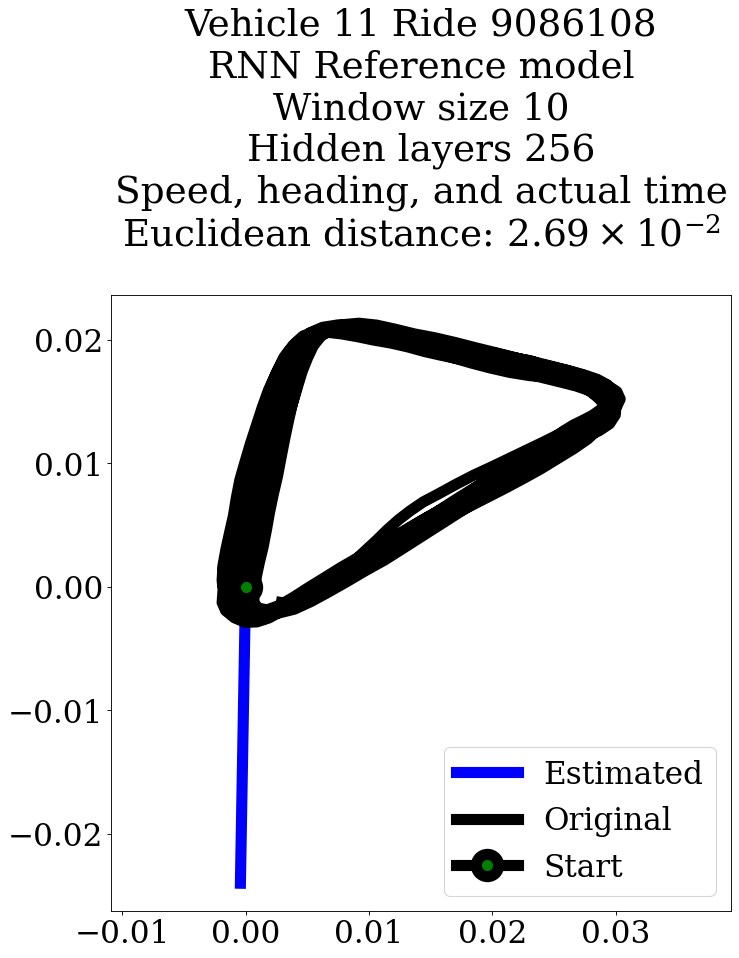 Vehicle 11 Ride 9086108
RNN Reference model
Window size 10
Hidden layers 256
Speed, heading, and actual time
Euclidean distance: 2.69 × 10⁻²
0.02
0.01
0.00
−0.01
−0.02
Estimated
Original
Start
−0.01 0.00 0.01 0.02 0.03